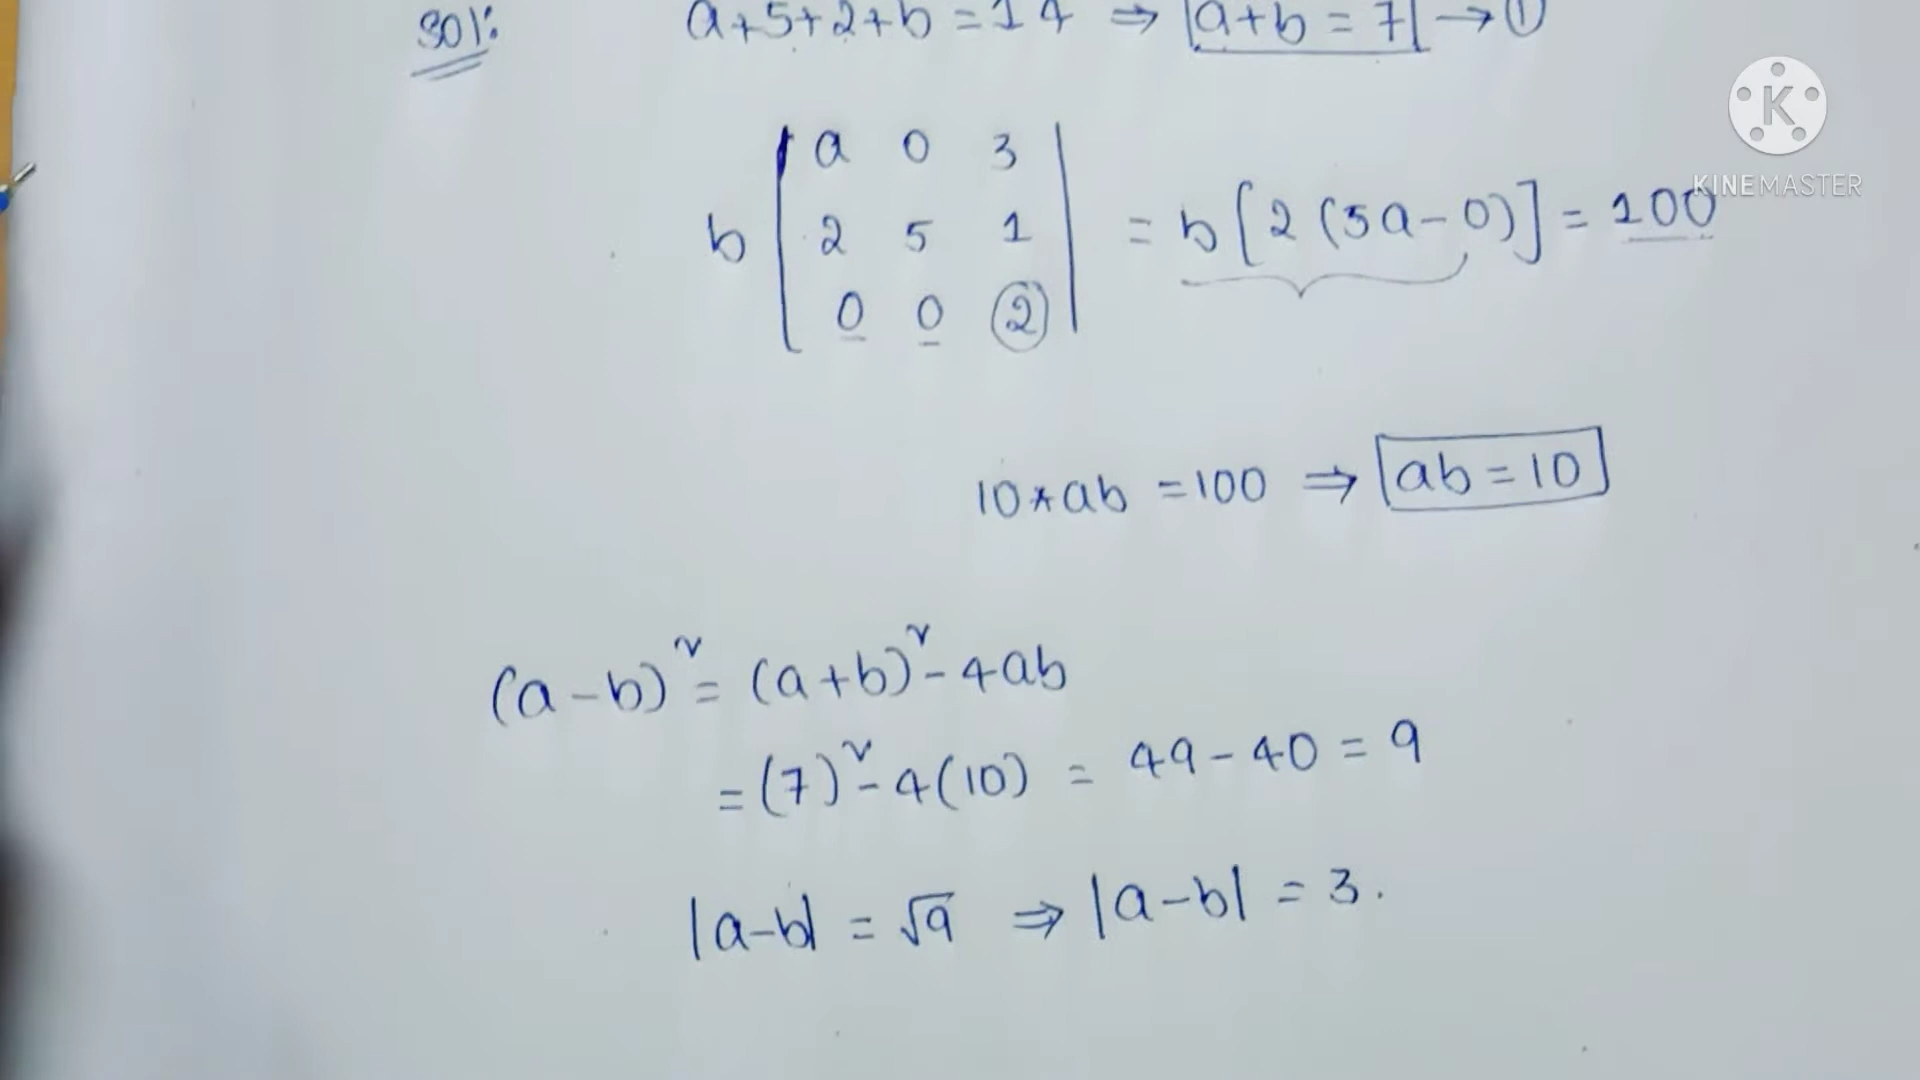 Sol:
a+5+2+b = 14 ⇒ |a+b = 7| → ①
a 0 3
b | 2 5 1 | = b[2(5a-0)] = 100
0 0 2
10*ab = 100 ⇒ ab = 10
(a-b)² = (a+b)² - 4ab
= (7)² - 4(10) = 49 - 40 = 9
|a-b| = √9 ⇒ |a-b| = 3.
K
KINEMASTER